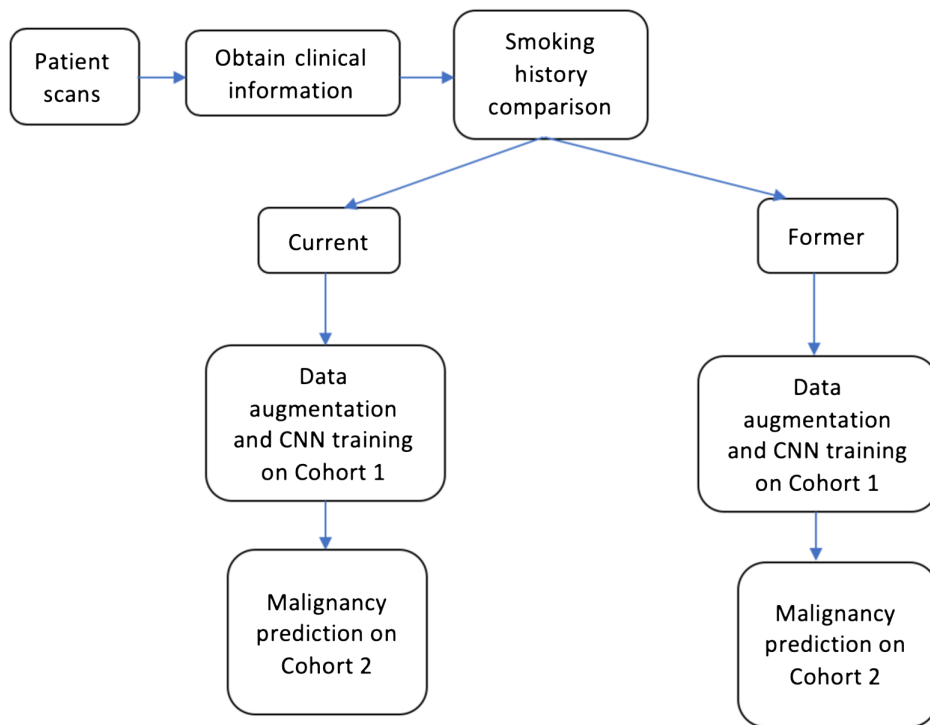 Patient
scans
Obtain clinical
information
Smoking
history
comparison
Current
Former
Data
augmentation
and CNN training
on Cohort 1
Data
augmentation
and CNN training
on Cohort 1
Malignancy
prediction on
Cohort 2
Malignancy
prediction on
Cohort 2